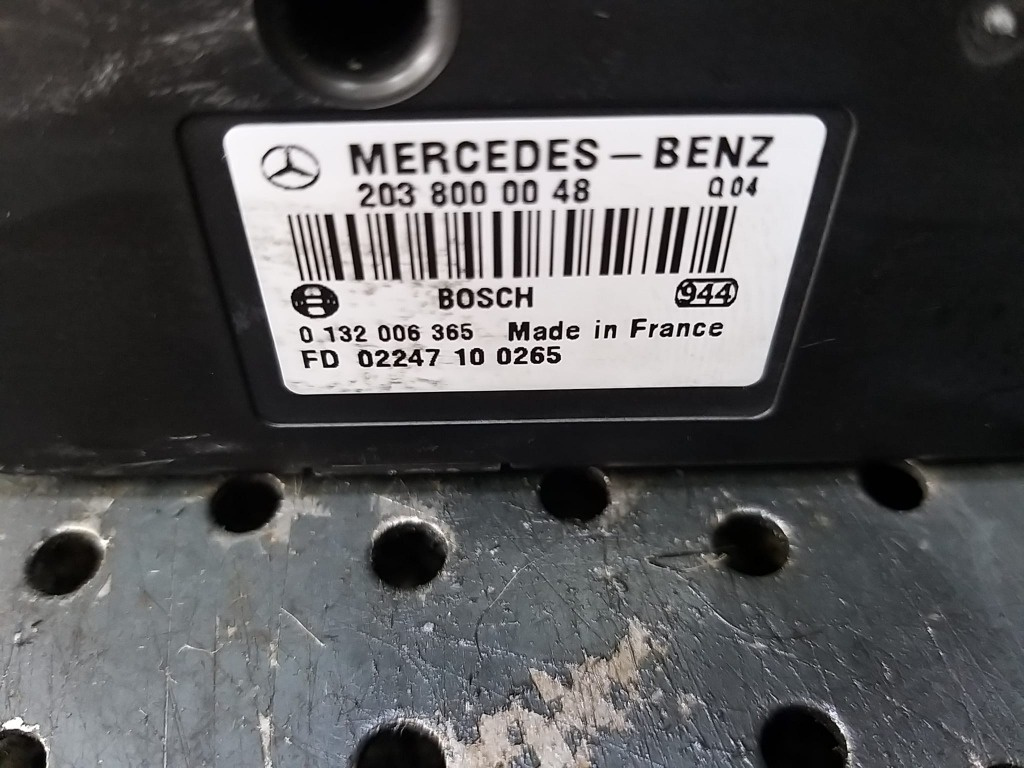 MERCEDES-BENZ
203 800 00 48 Q04
BOSCH 944
0 132 006 365 Made in France
FD 02247 10 0265